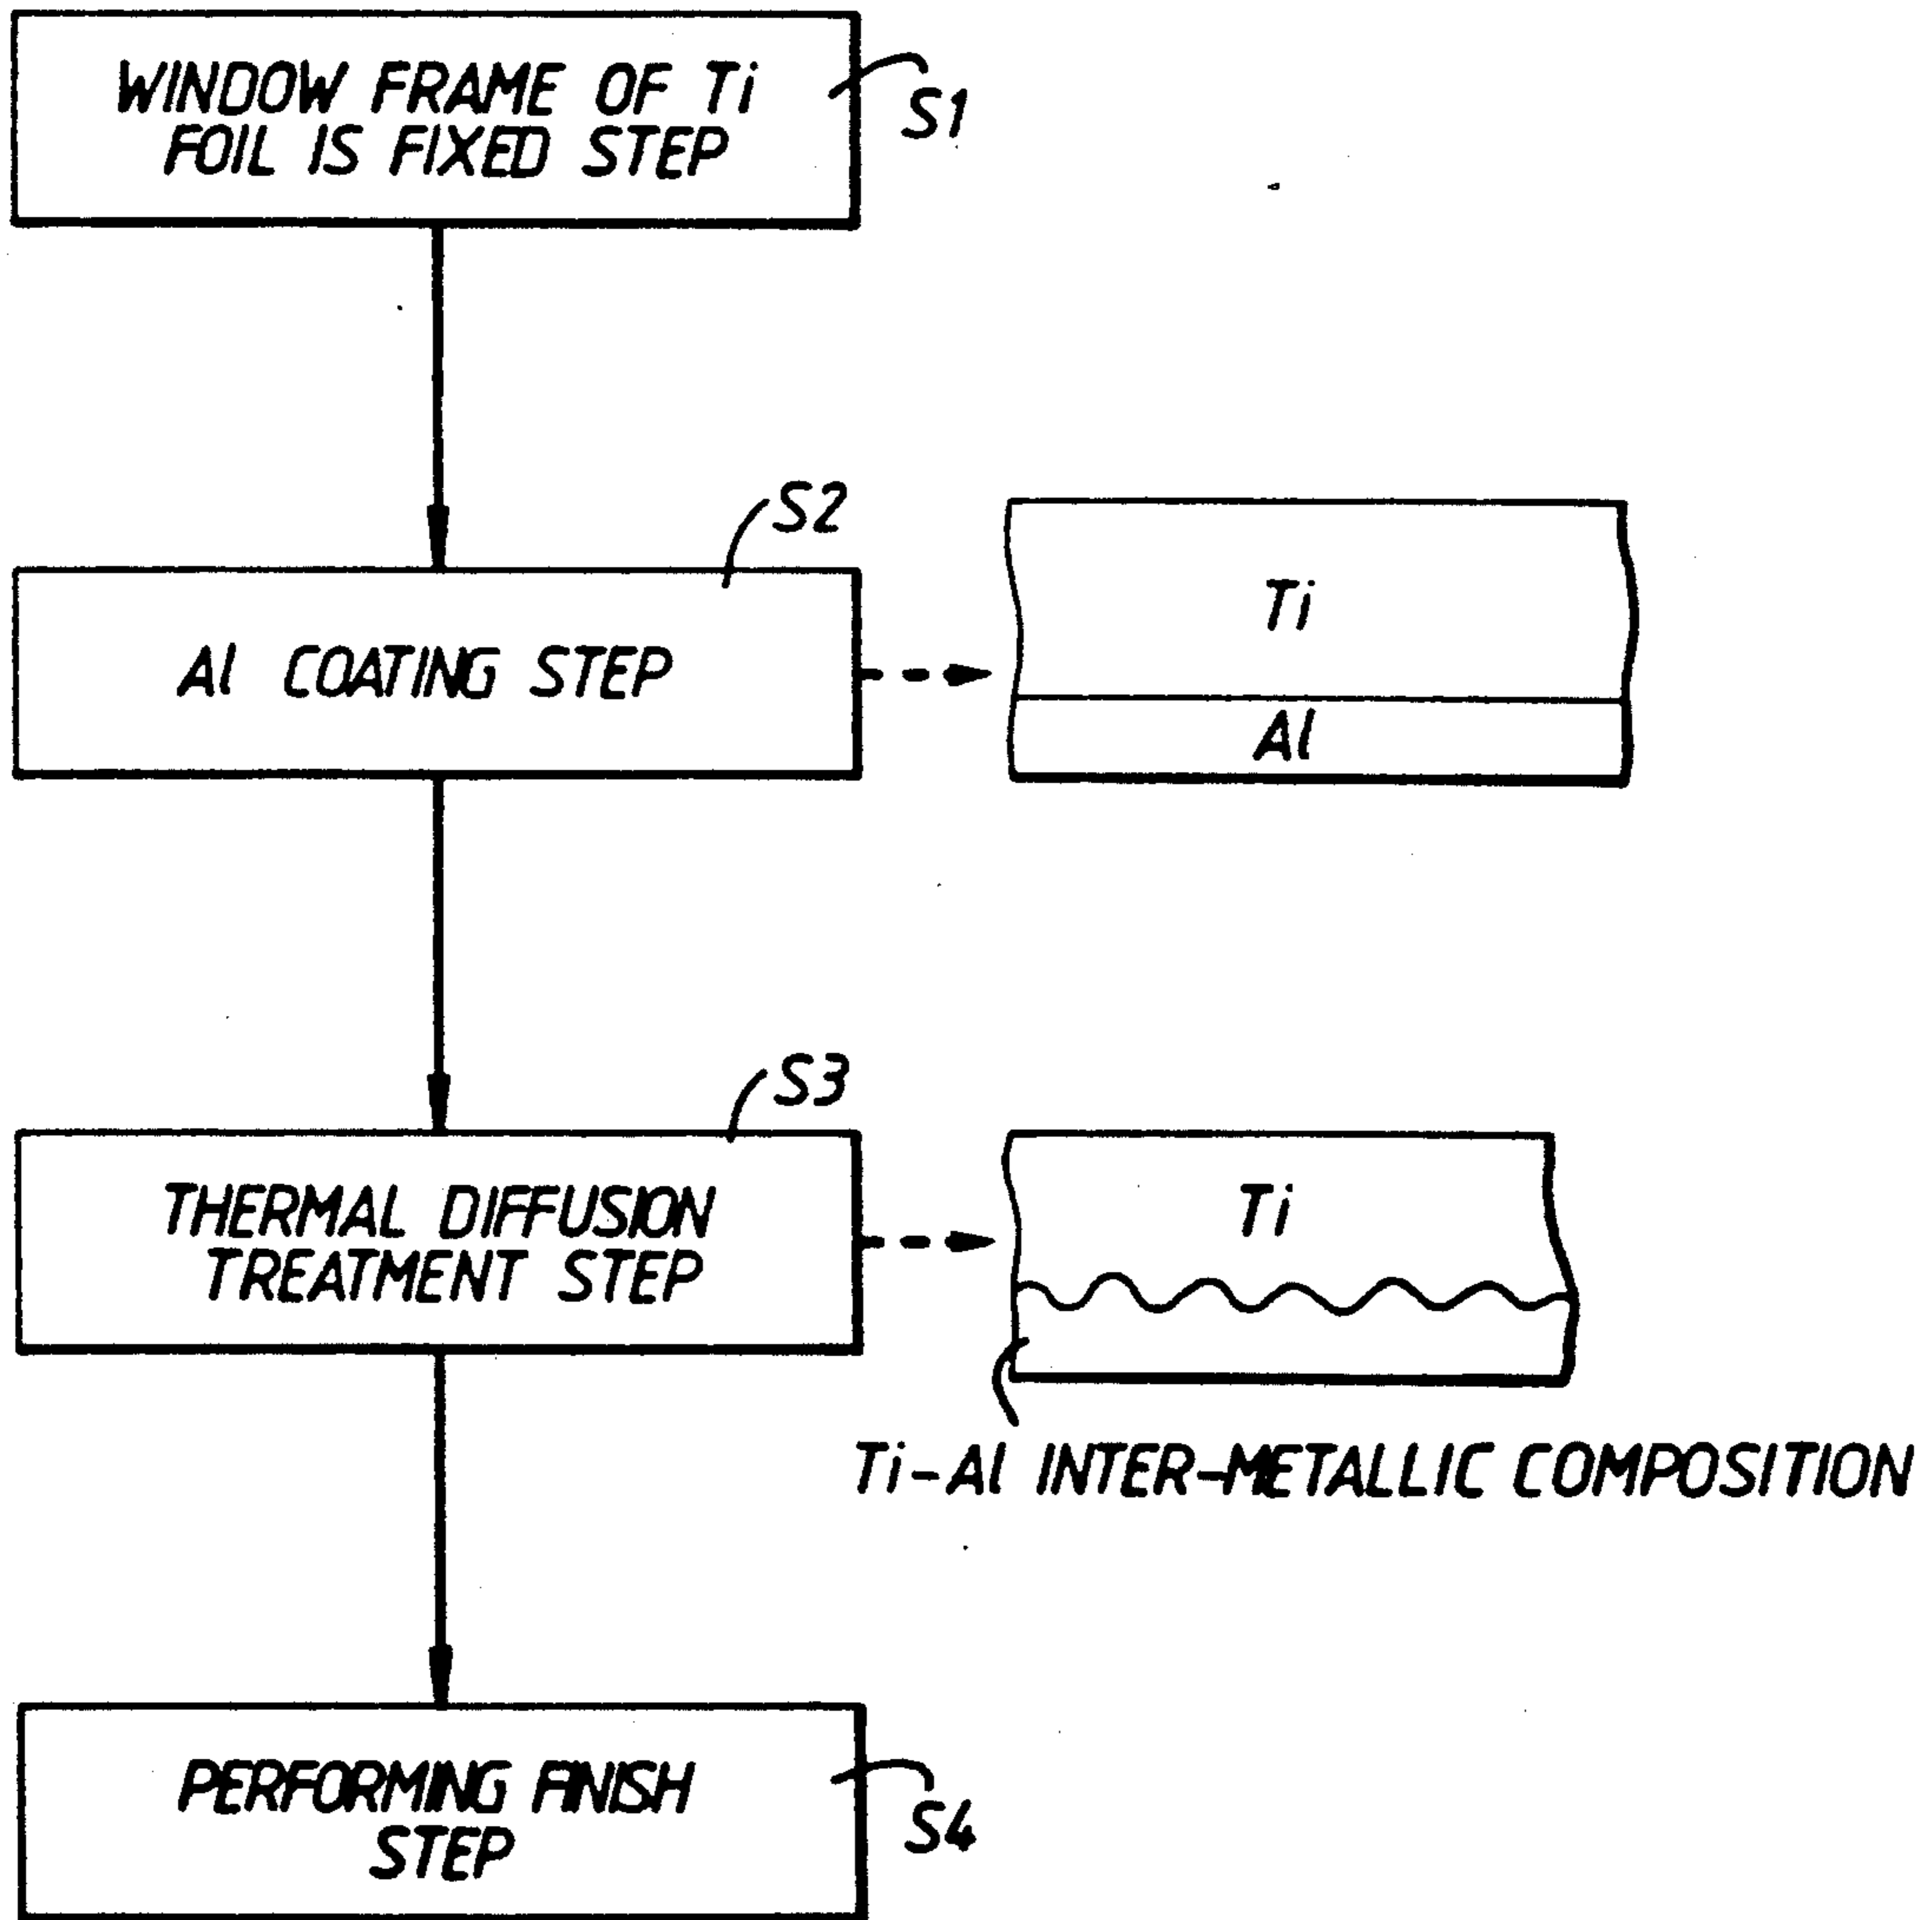 WINDOW FRAME OF Ti
FOIL IS FIXED STEP
S1
S2
Al COATING STEP
Ti
Al
S3
THERMAL DIFFUSION
TREATMENT STEP
Ti
Ti-Al INTER-METALLIC COMPOSITION
PERFORMING FINISH
STEP
S4